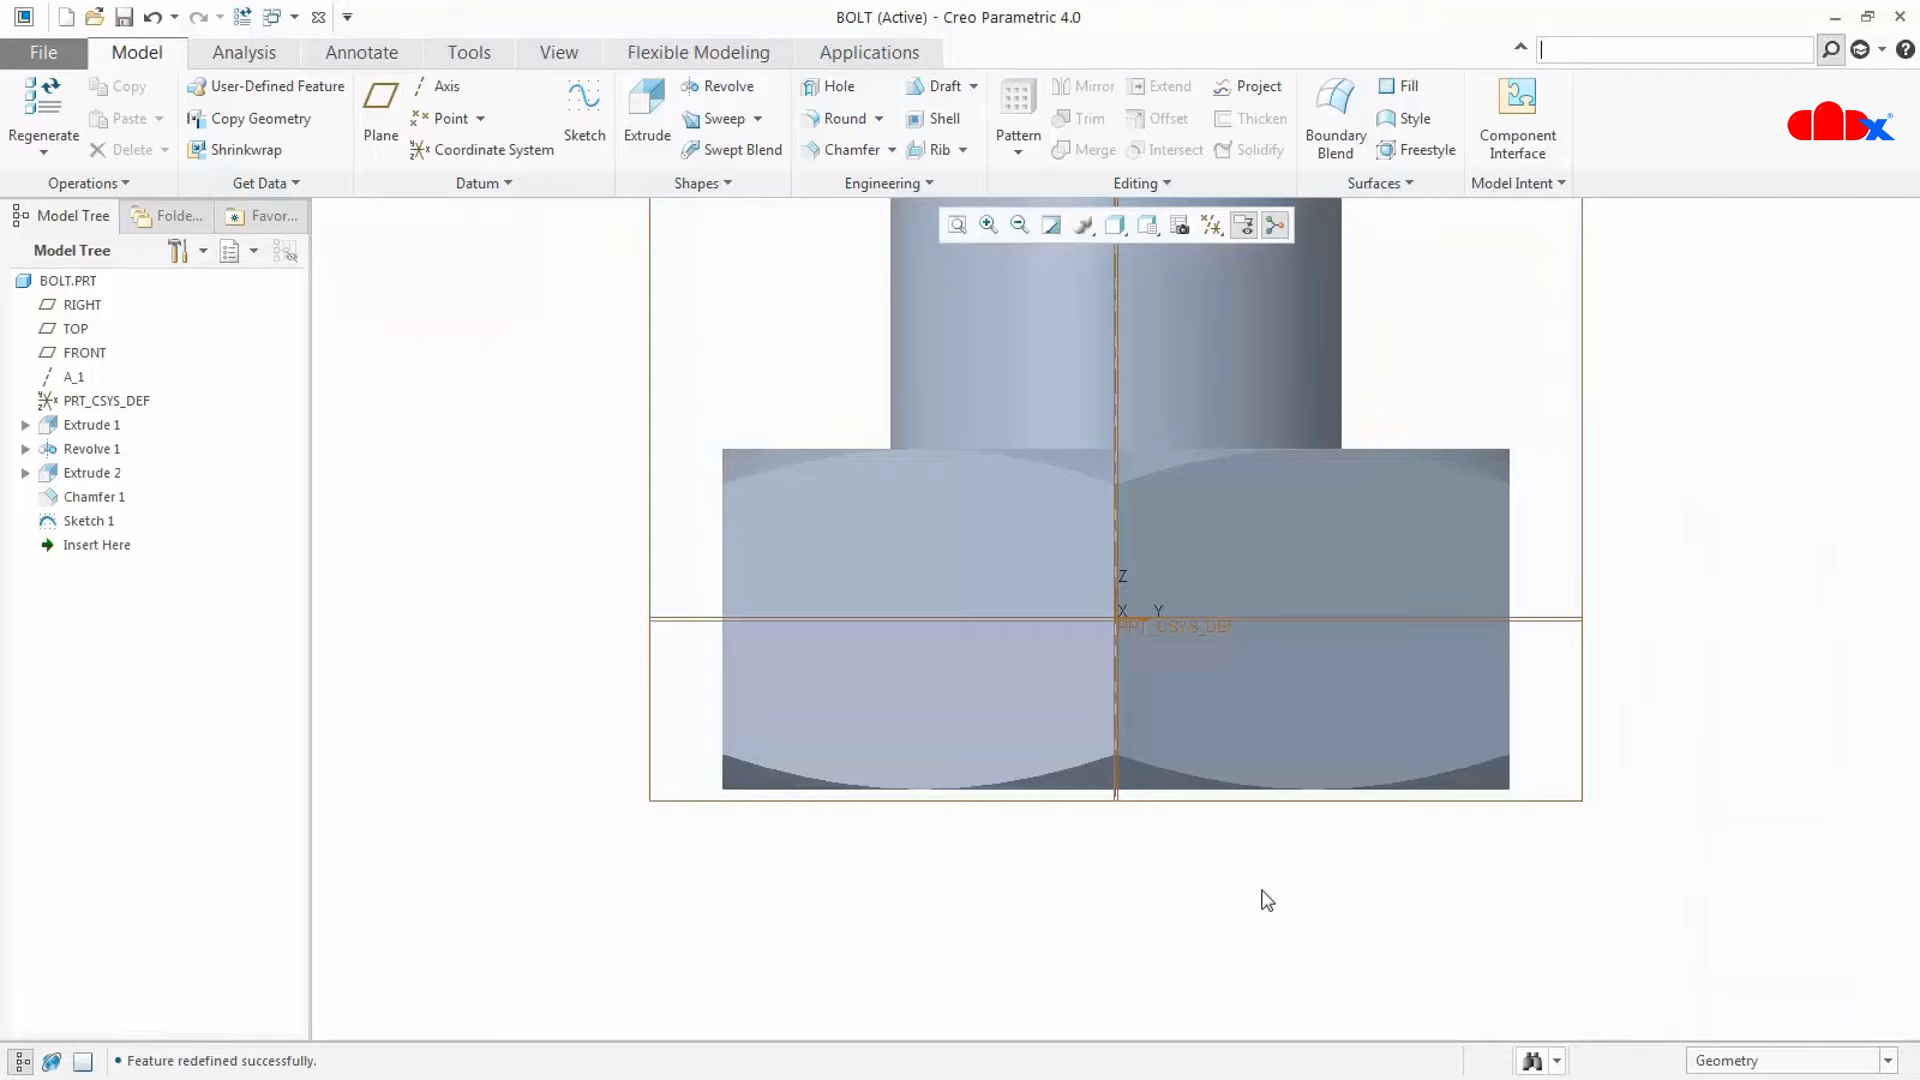 BOLT (Active) - Creo Parametric 4.0
File
Model
Analysis
Annotate
Tools
View
Flexible Modeling
Applications
Regenerate
Copy
Paste
Delete
Operations
User-Defined Feature
Copy Geometry
Shrinkwrap
Get Data
Plane
Axis
Point
Coordinate System
Sketch
Datum
Extrude
Revolve
Sweep
Swept Blend
Shapes
Hole
Round
Chamfer
Draft
Shell
Rib
Engineering
Pattern
Mirror
Trim
Merge
Extend
Offset
Intersect
Project
Thicken
Solidify
Editing
Boundary
Blend
Fill
Style
Freestyle
Surfaces
Component
Interface
Model Intent
CADx
Model Tree
Folde...
Favor...
Model Tree
BOLT.PRT
RIGHT
TOP
FRONT
A_1
PRT_CSYS_DEF
Extrude 1
Revolve 1
Extrude 2
Chamfer 1
Sketch 1
Insert Here
Z
X
Y
PRT_CSYS_DEF
Feature redefined successfully.
Geometry